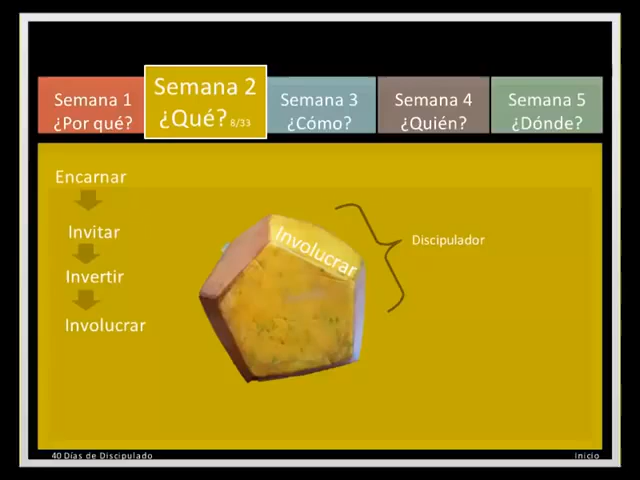 Semana 1
¿Por qué?
Semana 2
¿Qué? 8/33
Semana 3
¿Cómo?
Semana 4
¿Quién?
Semana 5
¿Dónde?
Encarnar
Invitar
Invertir
Involucrar
Involucrar
Discipulador
40 Días de Discipulado
Inicio